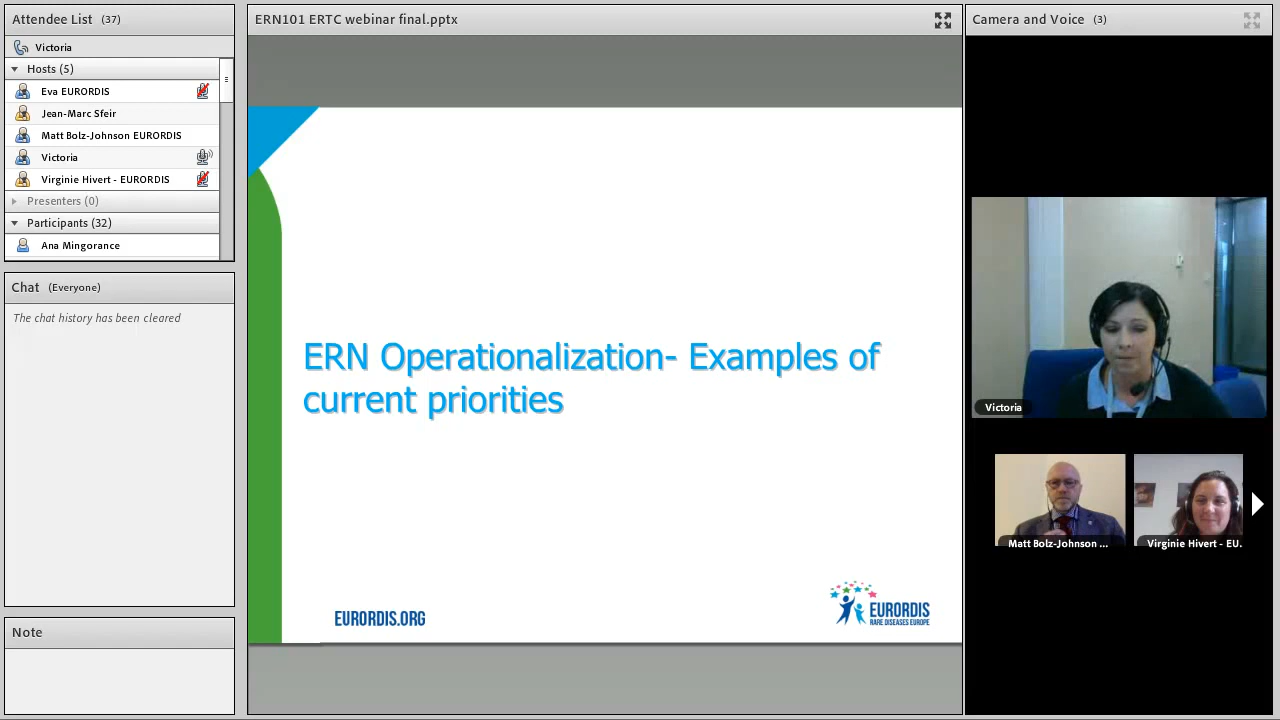 Attendee List (37)
Victoria
Hosts (5)
Eva EURORDIS
Jean-Marc Sfeir
Matt Bolz-Johnson EURORDIS
Victoria
Virginie Hivert - EURORDIS
Presenters (0)
Participants (32)
Ana Mingorance
Chat (Everyone)
The chat history has been cleared
Note
ERN101 ERTC webinar final.pptx
ERN Operationalization- Examples of
current priorities
EURORDIS.ORG
EURORDIS
RARE DISEASES EUROPE
Camera and Voice (3)
Victoria
Matt Bolz-Johnson ...
Virginie Hivert - EU.